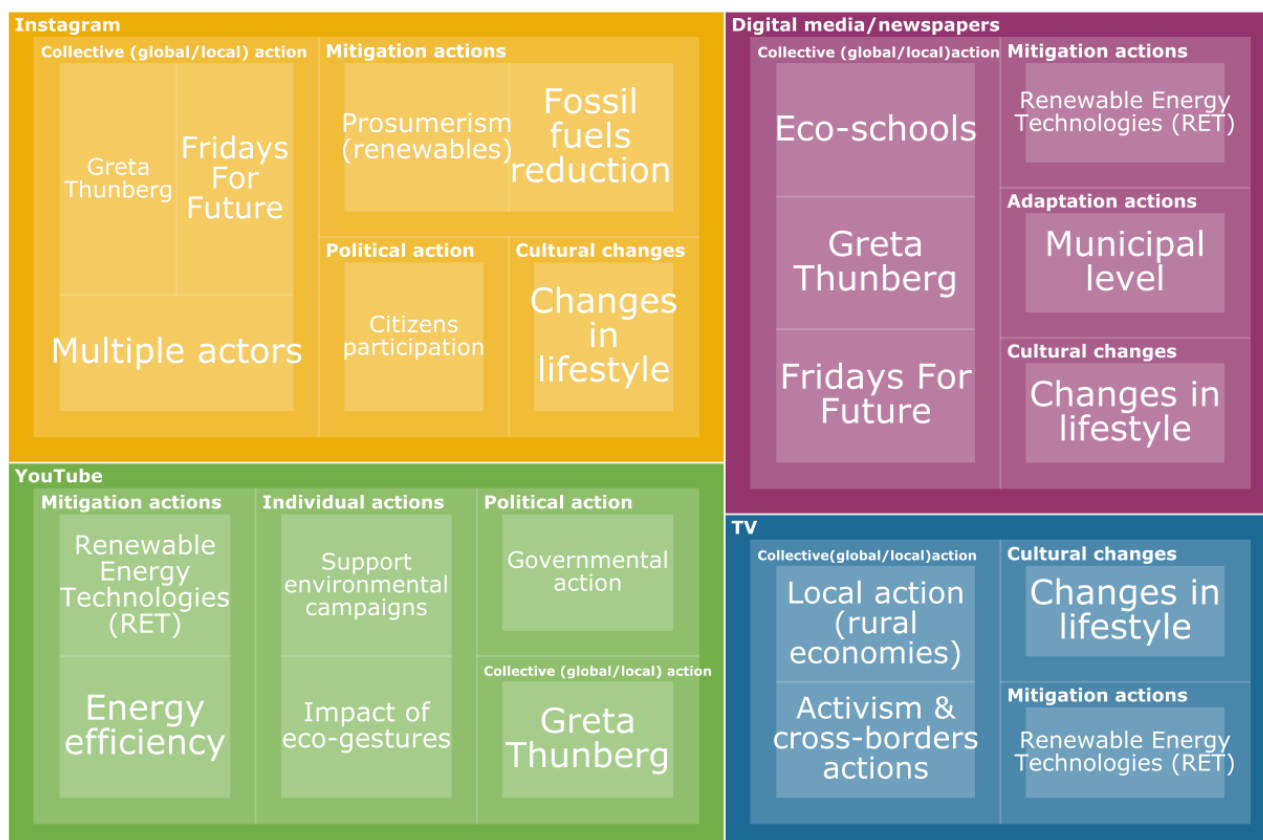 Instagram
Collective (global/local) action
Greta
Thunberg
Fridays
For
Future
Multiple actors
Mitigation actions
Prosumerism
(renewables)
Fossil
fuels
reduction
Political action
Citizens
participation
Cultural changes
Changes
in
lifestyle
Digital media/newspapers
Collective (global/local)action
Eco-schools
Greta
Thunberg
Fridays For
Future
Mitigation actions
Renewable Energy
Technologies (RET)
Adaptation actions
Municipal
level
Cultural changes
Changes in
lifestyle
YouTube
Mitigation actions
Renewable
Energy
Technologies
(RET)
Energy
efficiency
Individual actions
Support
environmental
campaigns
Impact of
eco-gestures
Political action
Governmental
action
Collective (global/local) action
Greta
Thunberg
TV
Collective(global/local)action
Local action
(rural
economies)
Activism &
cross-borders
actions
Cultural changes
Changes in
lifestyle
Mitigation actions
Renewable Energy
Technologies (RET)